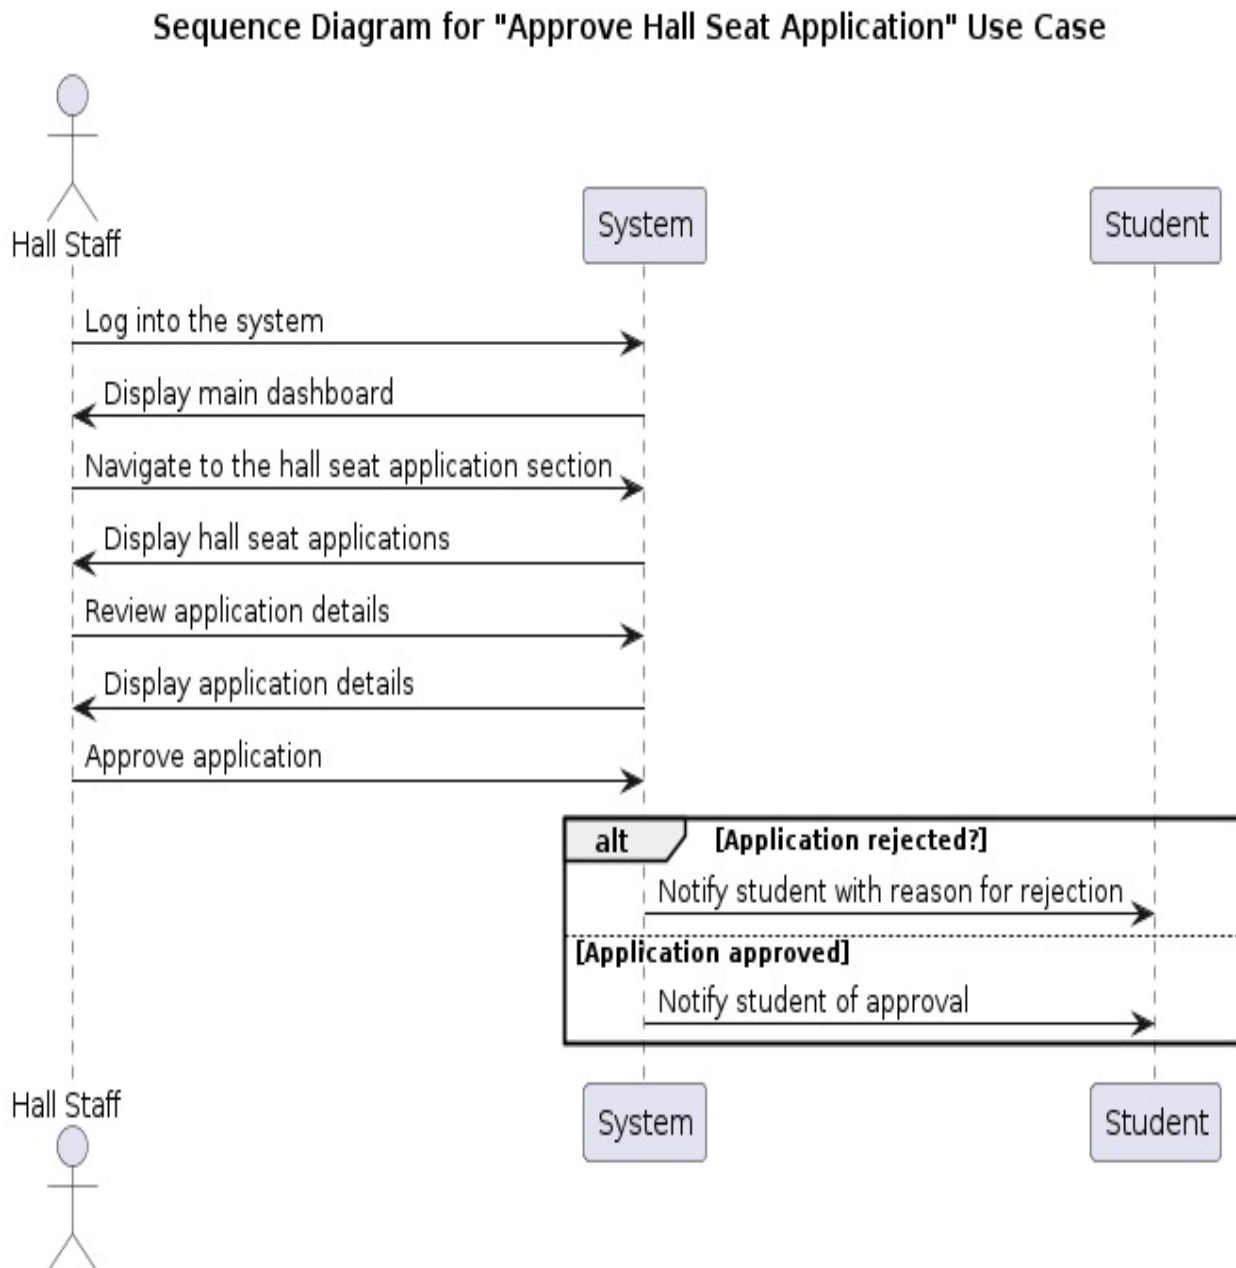 Sequence Diagram for "Approve Hall Seat Application" Use Case
Hall Staff
System
Student
Log into the system
Display main dashboard
Navigate to the hall seat application section
Display hall seat applications
Review application details
Display application details
Approve application
alt [Application rejected?]
Notify student with reason for rejection
[Application approved]
Notify student of approval
Hall Staff
System
Student